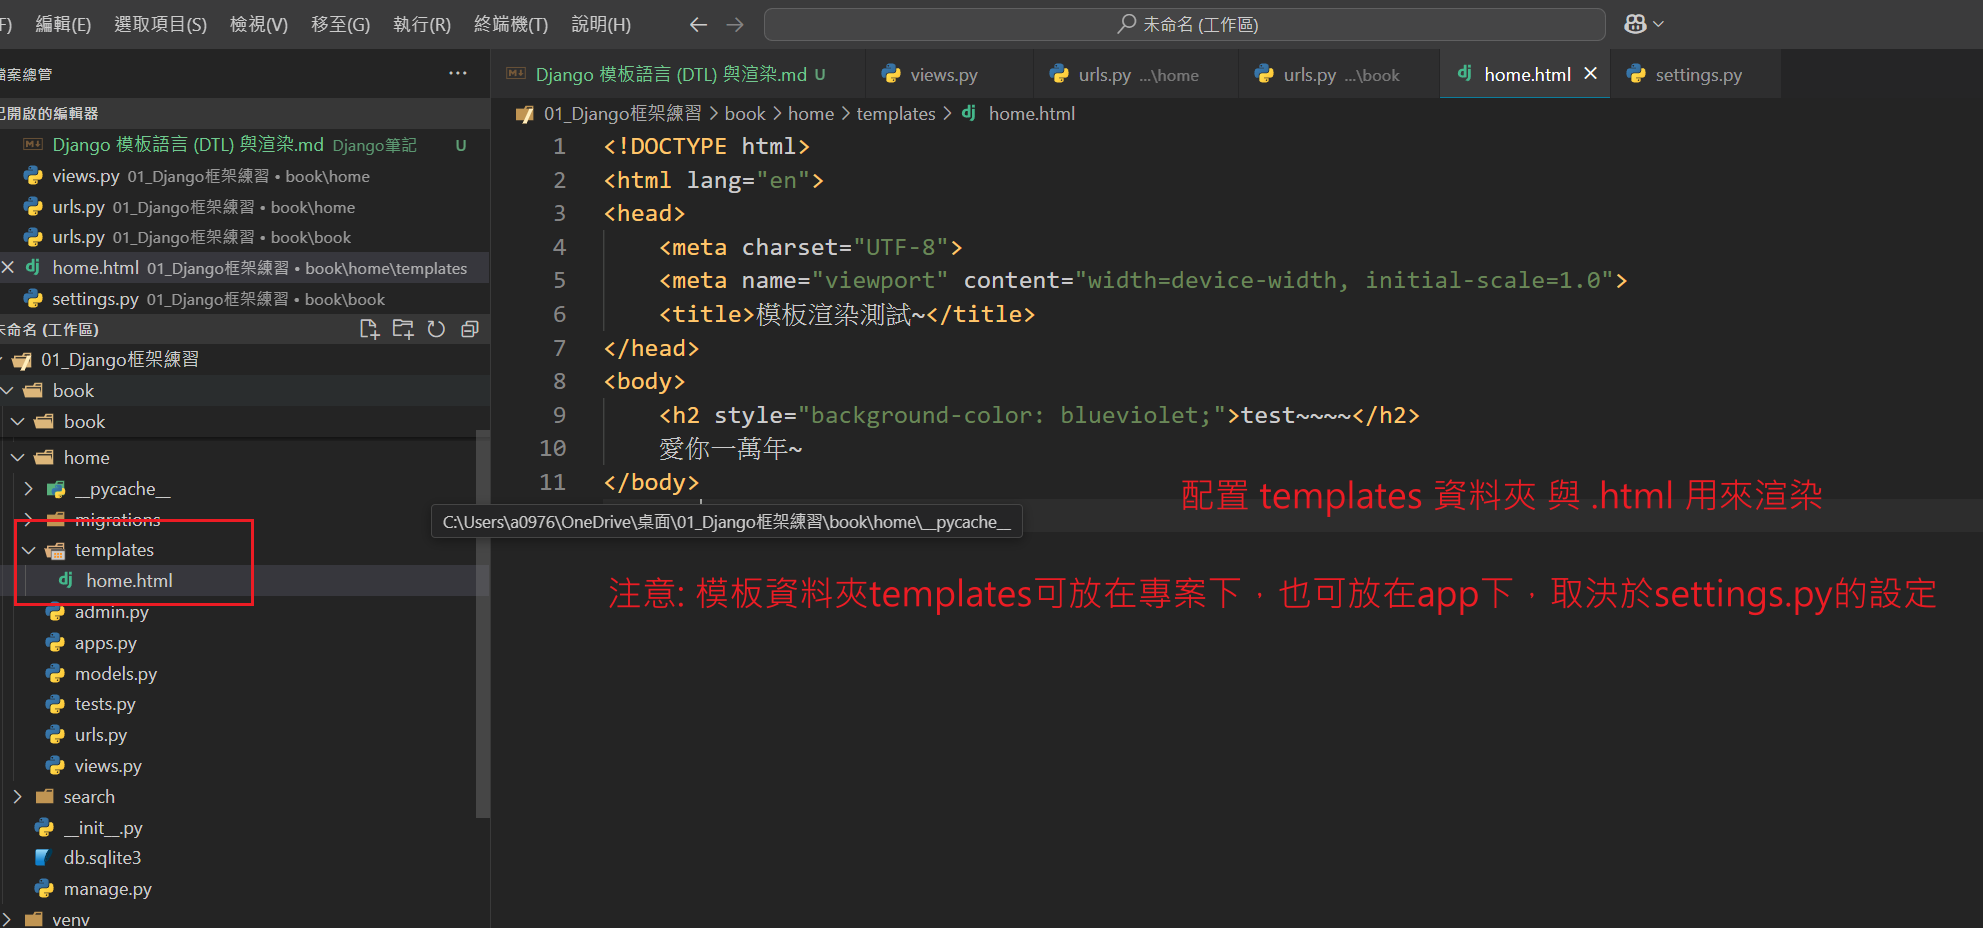 編輯(E) 選取項目(S) 檢視(V) 移至(G) 執行(R) 終端機(T) 說明(H)
未命名 (工作區)
案總管
開啟的編輯器
Django 模板語言 (DTL) 與渲染.md Django筆記 U
views.py 01_Django框架練習 • book\home
urls.py 01_Django框架練習 • book\home
urls.py 01_Django框架練習 • book\book
home.html 01_Django框架練習 • book\home\templates
settings.py 01_Django框架練習 • book\book
未命名 (工作區)
01_Django框架練習
book
book
home
__pycache__
migrations
templates
home.html
admin.py
apps.py
models.py
tests.py
urls.py
views.py
search
__init__.py
db.sqlite3
manage.py
venv
Django 模板語言 (DTL) 與渲染.md U
views.py
urls.py ...\home
urls.py ...\book
home.html
settings.py
01_Django框架練習 > book > home > templates > home.html
1 <!DOCTYPE html>
2 <html lang="en">
3 <head>
4 <meta charset="UTF-8">
5 <meta name="viewport" content="width=device-width, initial-scale=1.0">
6 <title>模板渲染測試~</title>
7 </head>
8 <body>
9 <h2 style="background-color: blueviolet;">test~~~~</h2>
10 愛你一萬年~
11 </body>
配置 templates 資料夾 與 .html 用來渲染
C:\Users\a0976\OneDrive\桌面\01_Django框架練習\book\home\__pycache__
注意: 模板資料夾templates可放在專案下，也可放在app下，取決於settings.py的設定